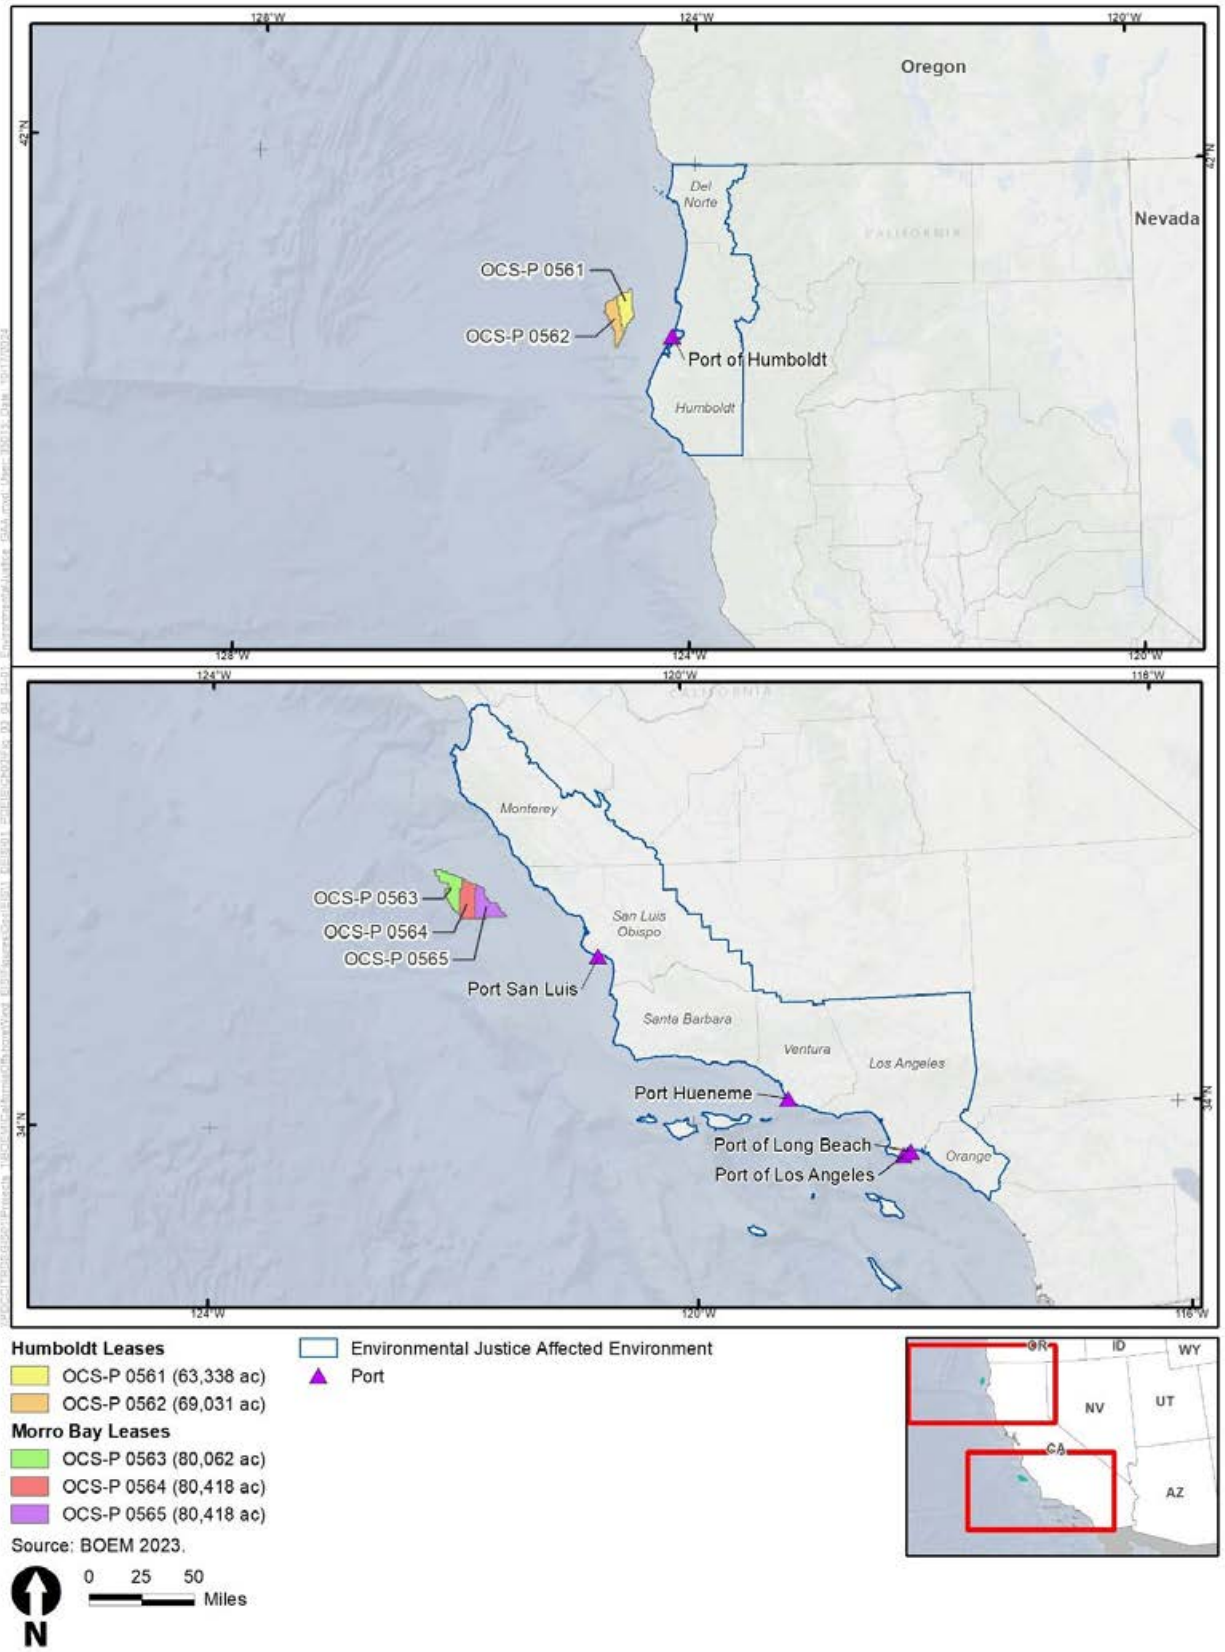 128°W 124°W 120°W
Oregon
42°N
42°N
Del
Norte
CALIFORNIA
Nevada
OCS-P 0561
OCS-P 0562
Port of Humboldt
Humboldt
128°W 124°W 120°W
124°W 120°W 116°W
CALIFORNIA
Monterey
OCS-P 0563
San Luis
Obispo
OCS-P 0564
OCS-P 0565
Port San Luis
Santa Barbara
Ventura
Los Angeles
Port Hueneme
34°N
34°N
Port of Long Beach
Orange
Port of Los Angeles
124°W 120°W 116°W
Humboldt Leases
OCS-P 0561 (63,338 ac)
OCS-P 0562 (69,031 ac)
Morro Bay Leases
OCS-P 0563 (80,062 ac)
OCS-P 0564 (80,418 ac)
OCS-P 0565 (80,418 ac)
Source: BOEM 2023.
Environmental Justice Affected Environment
Port
0 25 50
Miles
N
OR ID WY
NV UT
CA
AZ